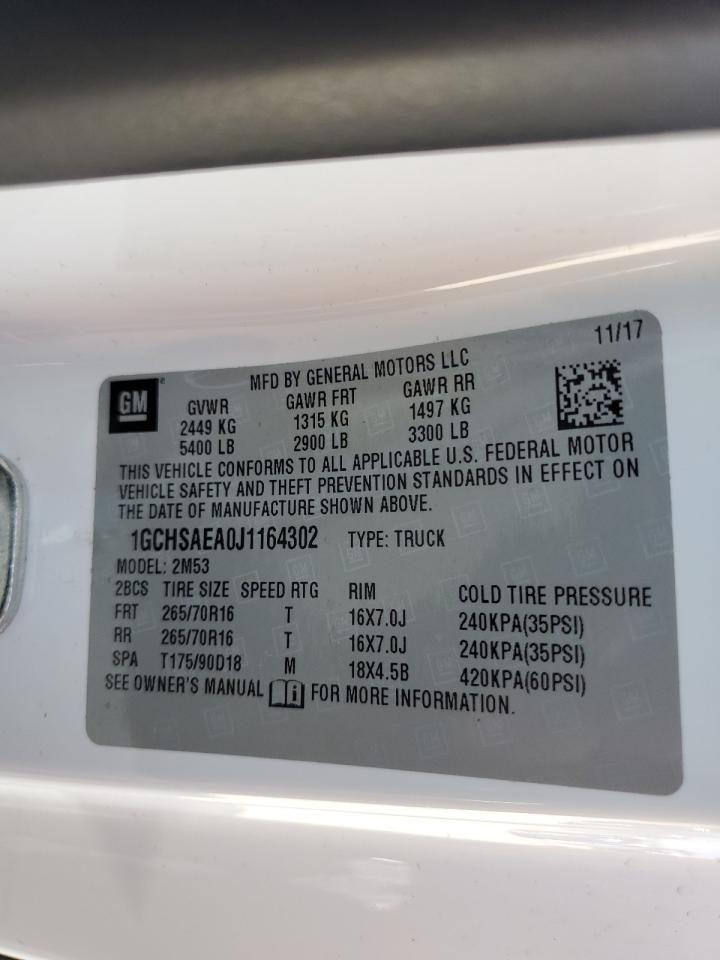 11/17
MFD BY GENERAL MOTORS LLC
GM
GVWR GAWR FRT GAWR RR
2449 KG 1315 KG 1497 KG
5400 LB 2900 LB 3300 LB
THIS VEHICLE CONFORMS TO ALL APPLICABLE U.S. FEDERAL MOTOR
VEHICLE SAFETY AND THEFT PREVENTION STANDARDS IN EFFECT ON
THE DATE OF MANUFACTURE SHOWN ABOVE.
1GCHSAEA0J1164302 TYPE: TRUCK
MODEL: 2M53
2BCS TIRE SIZE SPEED RTG RIM COLD TIRE PRESSURE
FRT 265/70R16 T 16X7.0J 240KPA(35PSI)
RR 265/70R16 T 16X7.0J 240KPA(35PSI)
SPA T175/90D18 M 18X4.5B 420KPA(60PSI)
SEE OWNER'S MANUAL i FOR MORE INFORMATION.